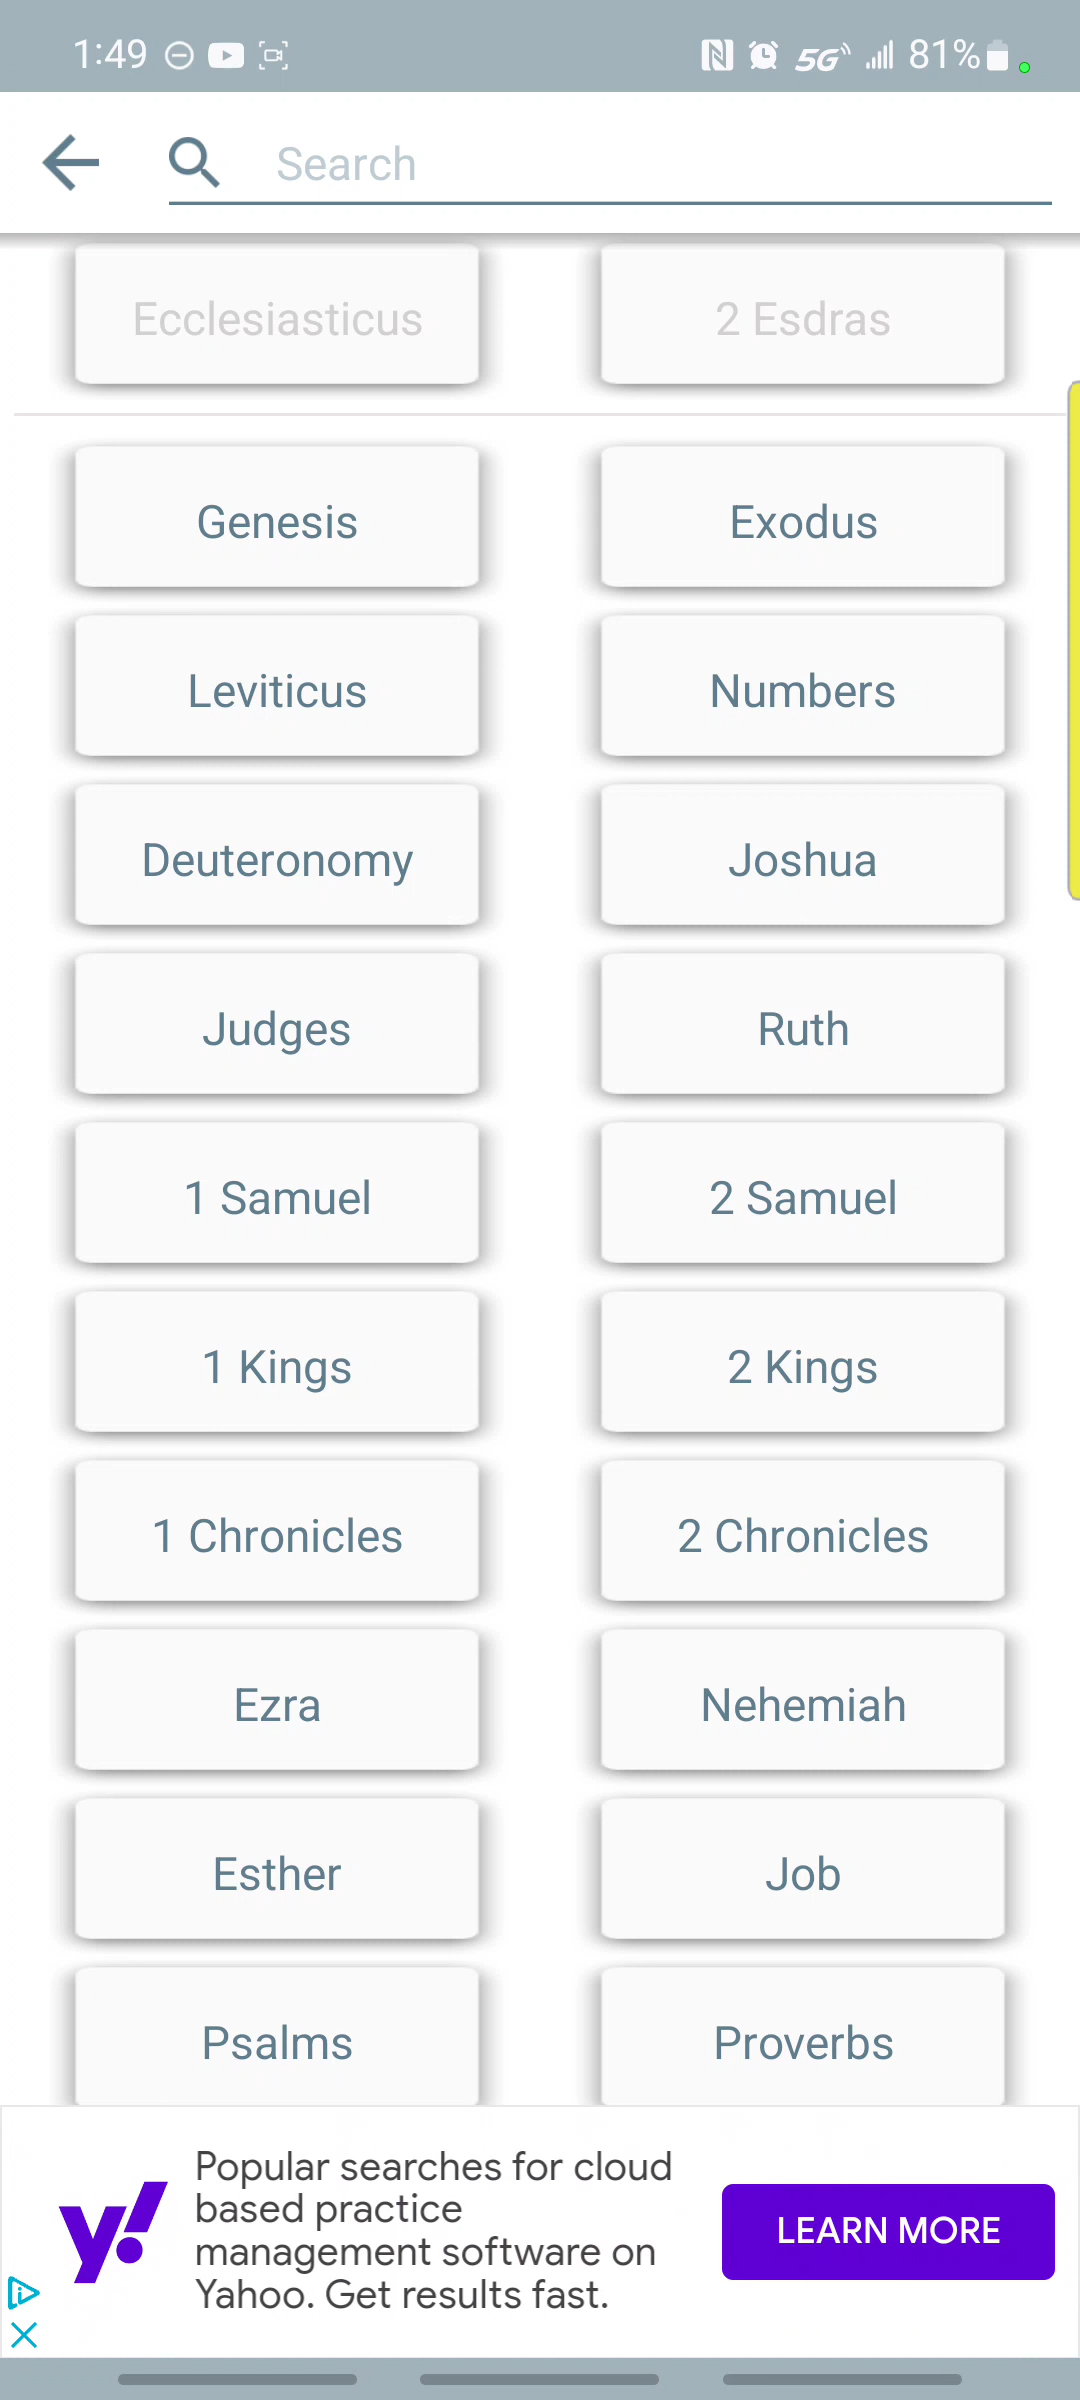 1:49 5G 81%
Search
Ecclesiasticus 2 Esdras
Genesis Exodus
Leviticus Numbers
Deuteronomy Joshua
Judges Ruth
1 Samuel 2 Samuel
1 Kings 2 Kings
1 Chronicles 2 Chronicles
Ezra Nehemiah
Esther Job
Psalms Proverbs
y!
Popular searches for cloud
based practice
management software on
Yahoo. Get results fast.
LEARN MORE